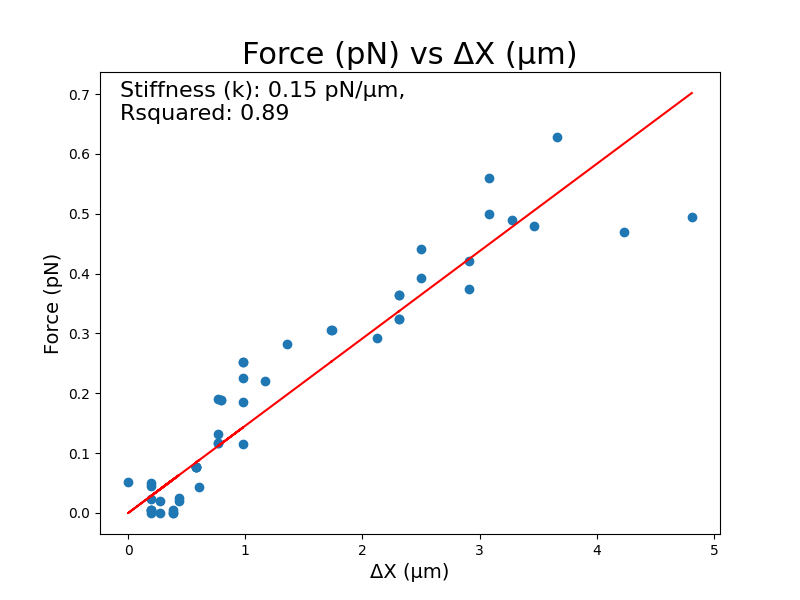 Force (pN) vs ΔX (μm)
Stiffness (k): 0.15 pN/μm,
Rsquared: 0.89
0.7
0.6
0.5
0.4
0.3
0.2
0.1
0.0
Force (pN)
0 1 2 3 4 5
ΔX (μm)